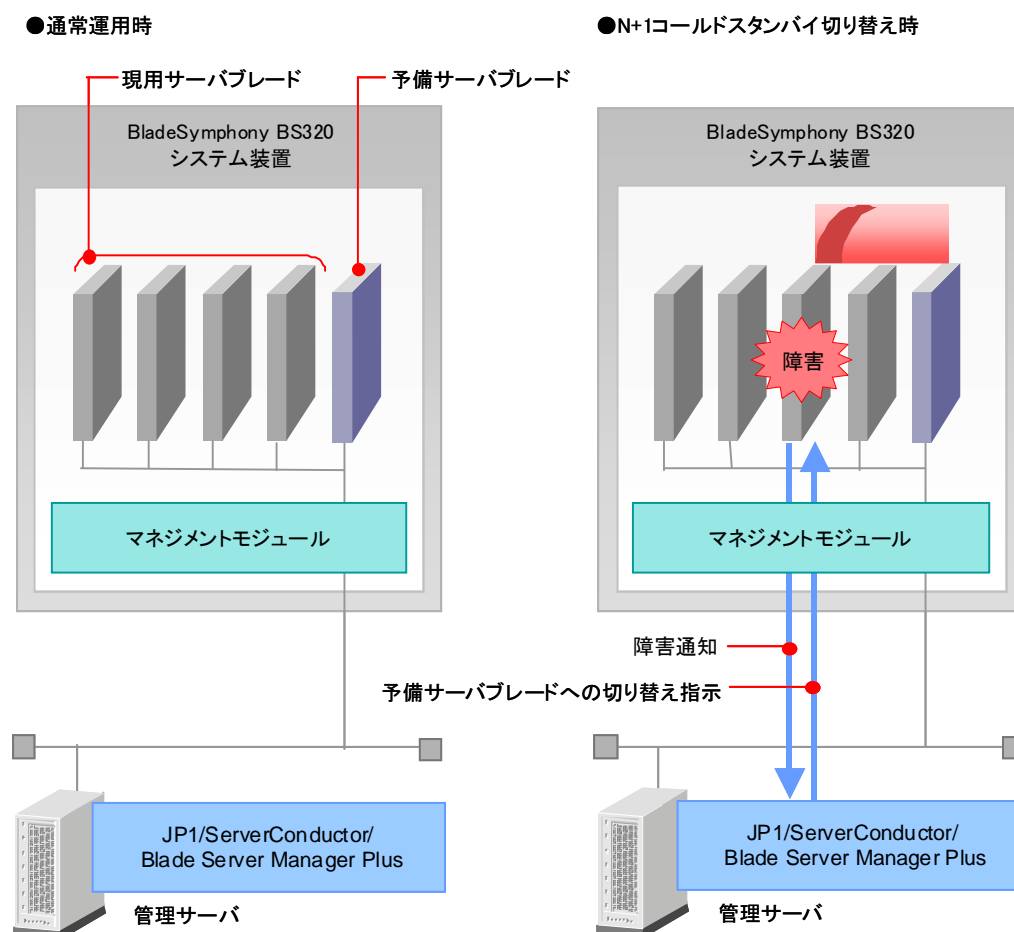 ●通常運用時
現用サーバブレード
予備サーバブレード
BladeSymphony BS320
システム装置
マネジメントモジュール
JP1/ServerConductor/
Blade Server Manager Plus
管理サーバ
●N+1コールドスタンバイ切り替え時
BladeSymphony BS320
システム装置
障害
マネジメントモジュール
障害通知
予備サーバブレードへの切り替え指示
JP1/ServerConductor/
Blade Server Manager Plus
管理サーバ